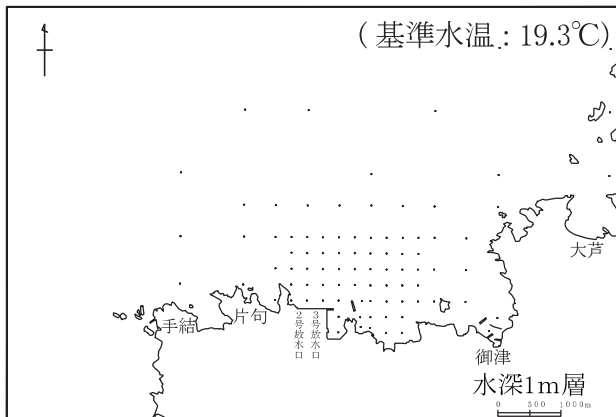 (基準水温：19.3℃)
大芦
手結
片句
2号放水口
3号放水口
御津
水深1m層
0 500 1000m